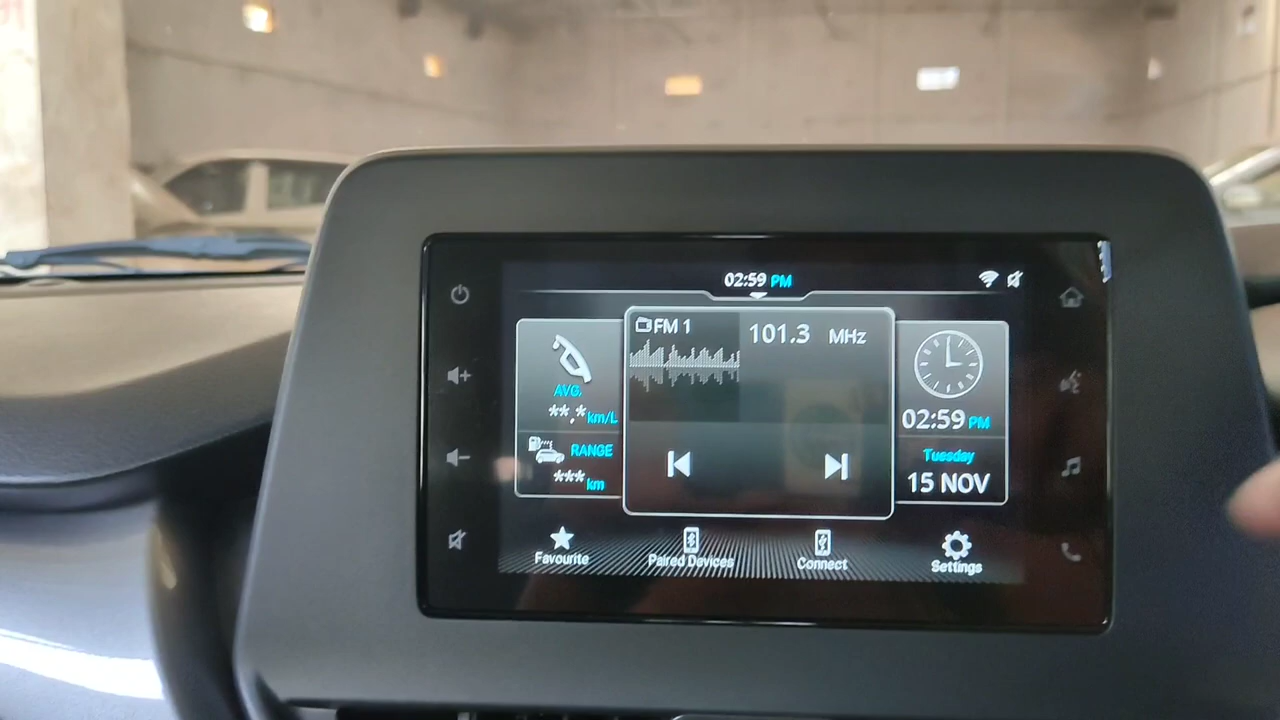 02:59 PM
FM 1
101.3 MHz
AVG.
**.* km/L
RANGE
*** km
02:59 PM
Tuesday
15 NOV
Favourite
Paired Devices
Connect
Settings